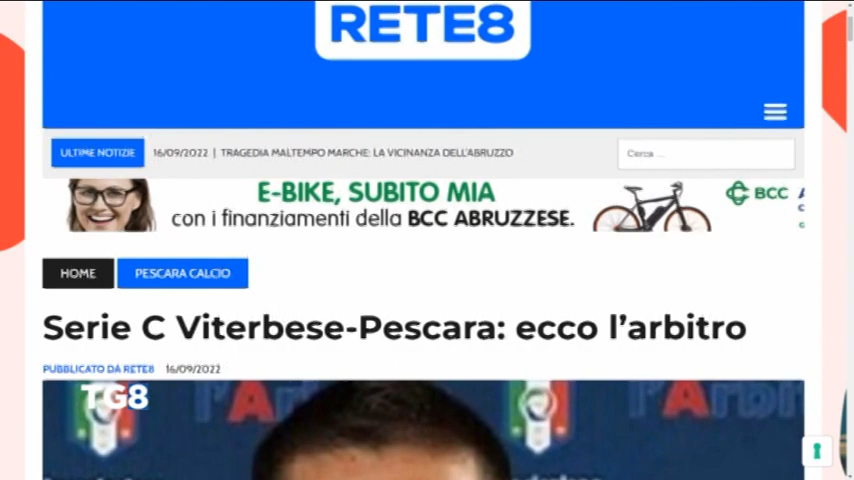 RETE8
ULTIME NOTIZIE 16/09/2022 | TRAGEDIA MALTEMPO MARCHE: LA VICINANZA DELL'ABRUZZO
Cerca ...
E-BIKE, SUBITO MIA
con i finanziamenti della BCC ABRUZZESE.
BCC
HOME PESCARA CALCIO
Serie C Viterbese-Pescara: ecco l'arbitro
PUBBLICATO DA RETE8 16/09/2022
TG8
l'Ar
l'Arbit